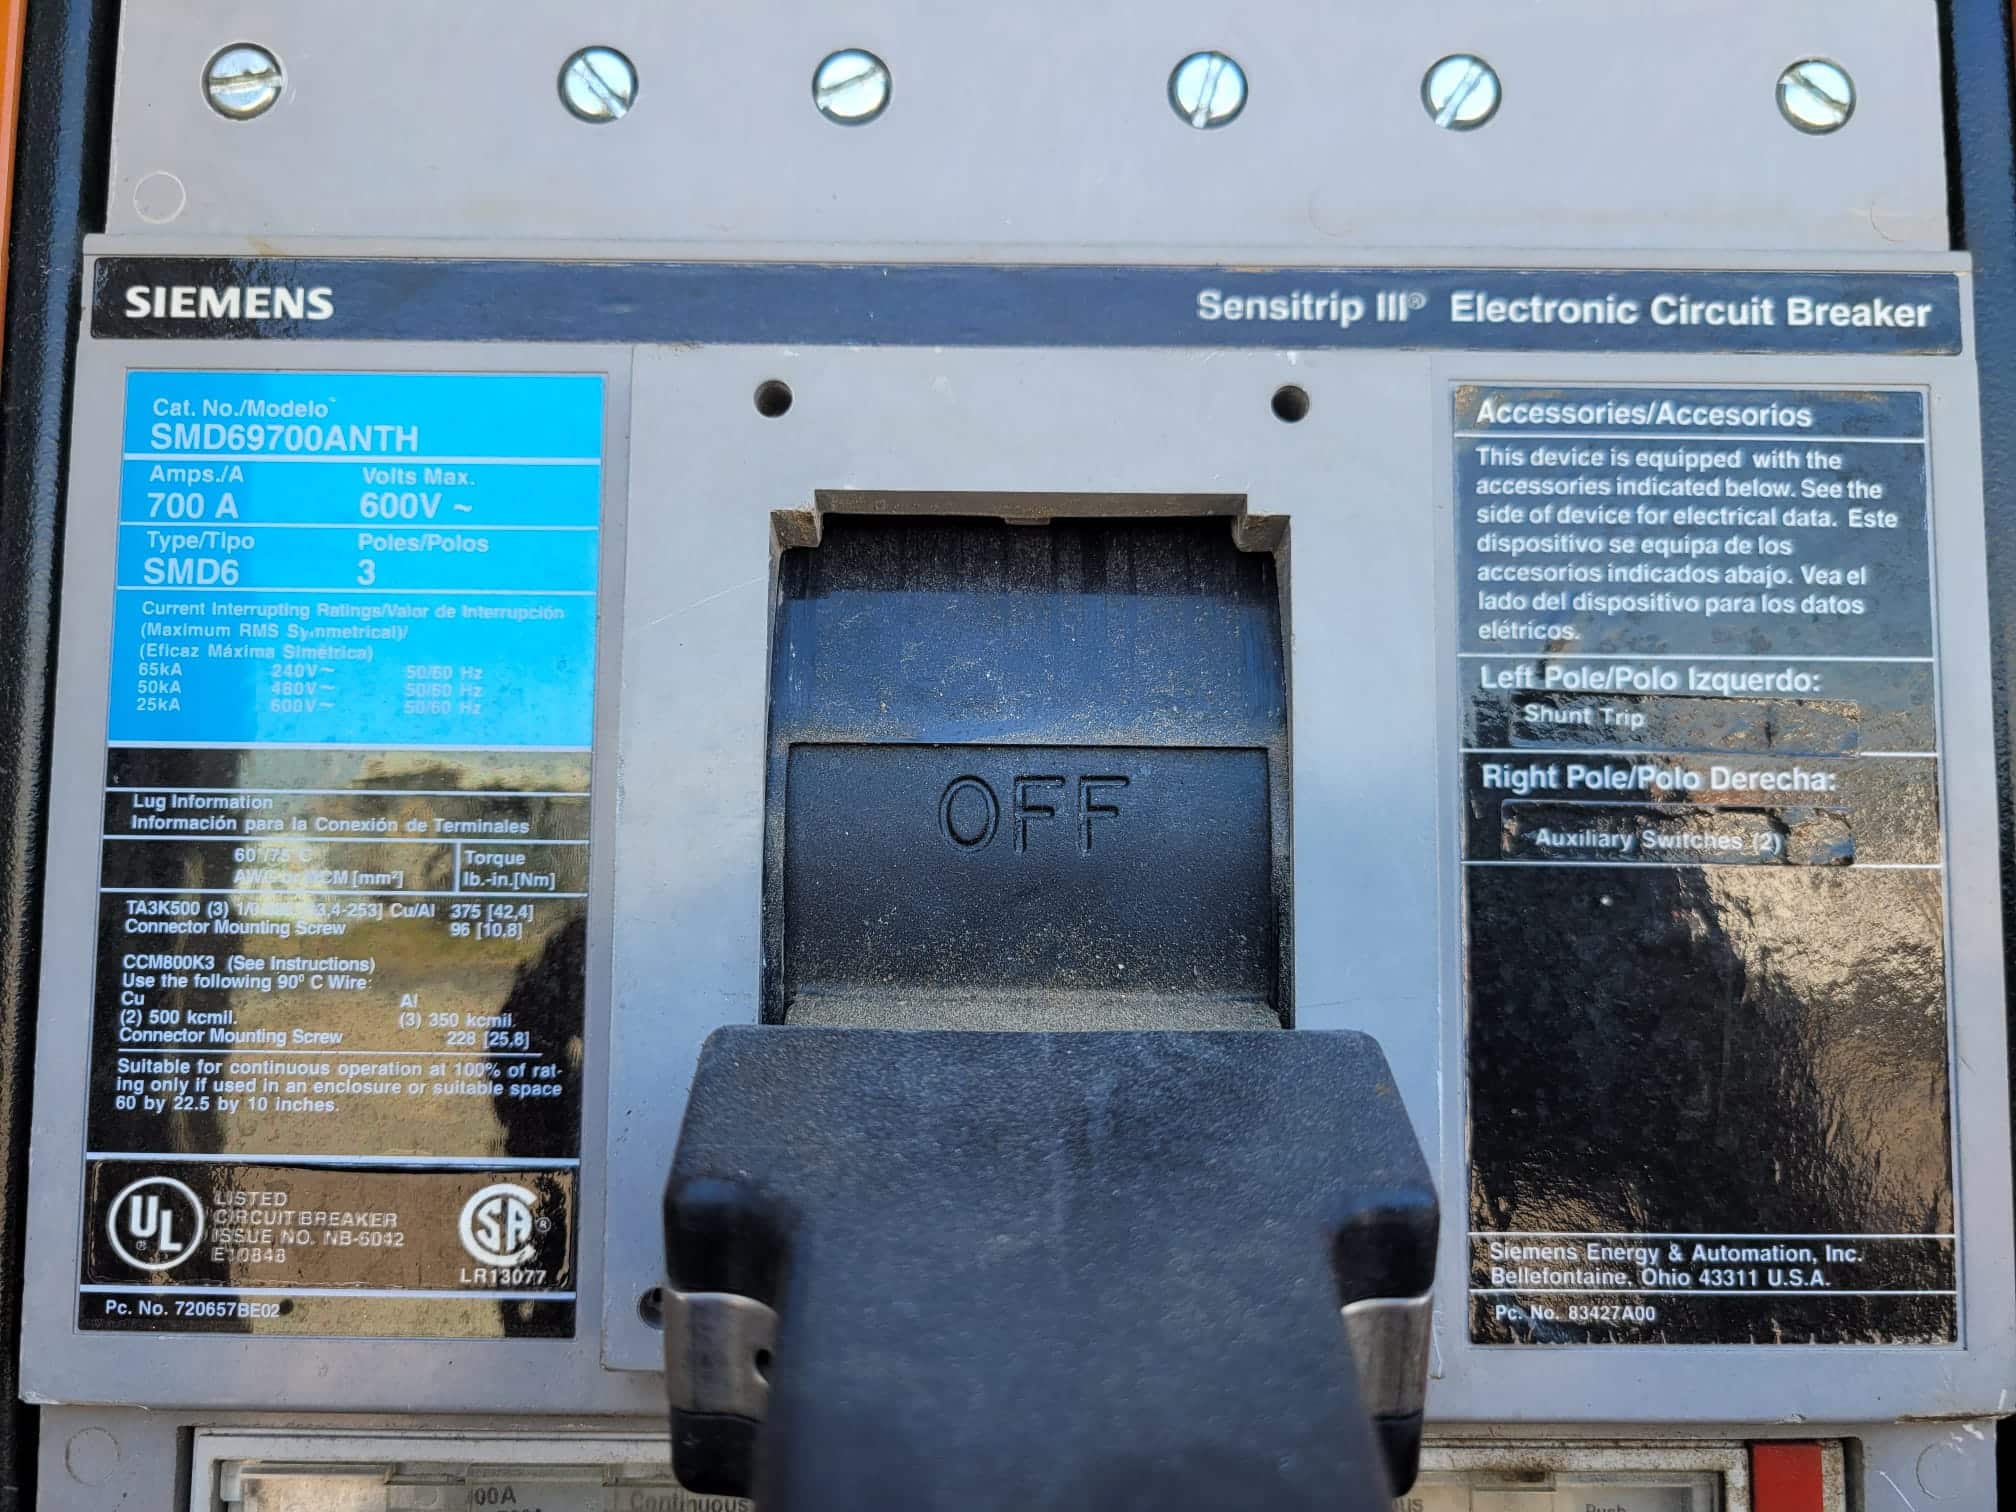 SIEMENS
Sensitrip III® Electronic Circuit Breaker
Cat. No./Modelo
SMD69700ANTH
Amps./A Volts Max.
700 A 600V ~
Type/Tipo Poles/Polos
SMD6 3
Current Interrupting Ratings/Valor de Interrupción
(Maximum RMS Symmetrical)/
(Eficaz Máxima Simétrica)
65kA 240V~ 50/60 Hz
50kA 480V~ 50/60 Hz
25kA 600V~ 50/60 Hz
Lug Information
Información para la Conexión de Terminales
60°/75°C Torque
AWG [mm²] lb.-in.[Nm]
TA3K500 (3) Cu/Al 375 [42,4]
Connector Mounting Screw 96 [10,8]
CCM800K3 (See Instructions)
Use the following 90° C Wire:
Cu Al
(2) 500 kcmil. (3) 350 kcmil.
Connector Mounting Screw 228 [25,8]
Suitable for continuous operation at 100% of rat-
ing only if used in an enclosure or suitable space
60 by 22.5 by 10 inches.
UL
LISTED
CIRCUIT BREAKER
ISSUE NO. NB-5042
E10848
SA ®
LR13077
Pc. No. 720657BE02
OFF
Accessories/Accesorios
This device is equipped with the
accessories indicated below. See the
side of device for electrical data. Este
dispositivo se equipa de los
accesorios indicados abajo. Vea el
lado del dispositivo para los datos
elétricos.
Left Pole/Polo Izquerdo:
Shunt Trip
Right Pole/Polo Derecha:
Auxiliary Switches (2)
Siemens Energy & Automation, Inc.
Bellefontaine, Ohio 43311 U.S.A.
Pc. No. 83427A00
Continuous
Push